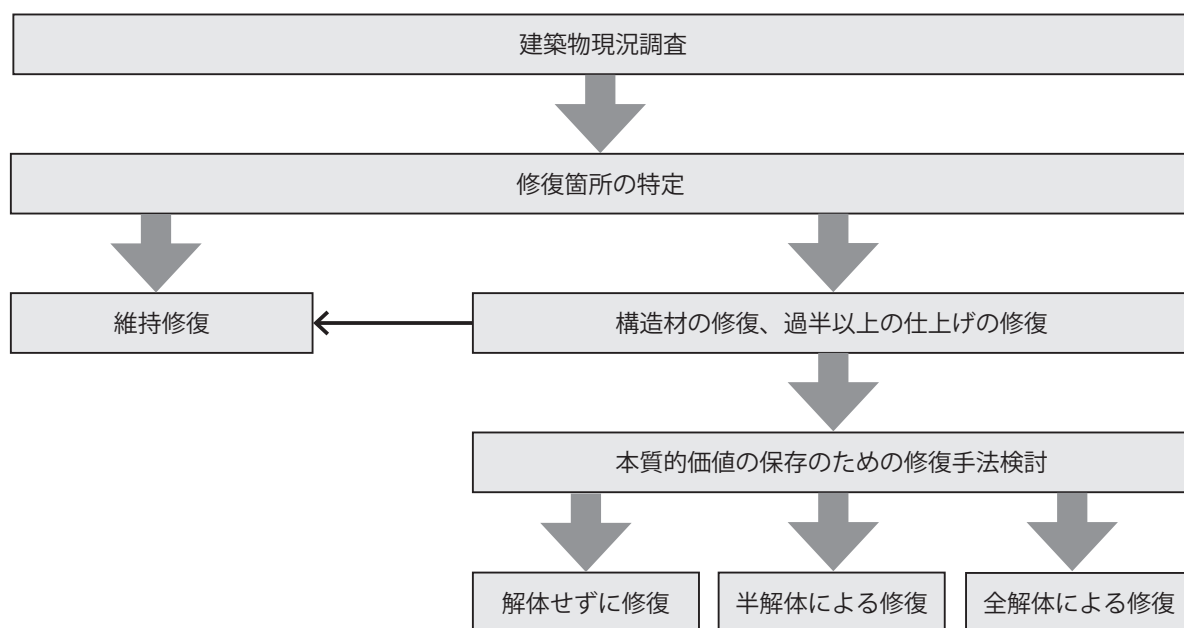 建築物現況調査
修復箇所の特定
維持修復
構造材の修復、過半以上の仕上げの修復
本質的価値の保存のための修復手法検討
解体せずに修復
半解体による修復
全解体による修復